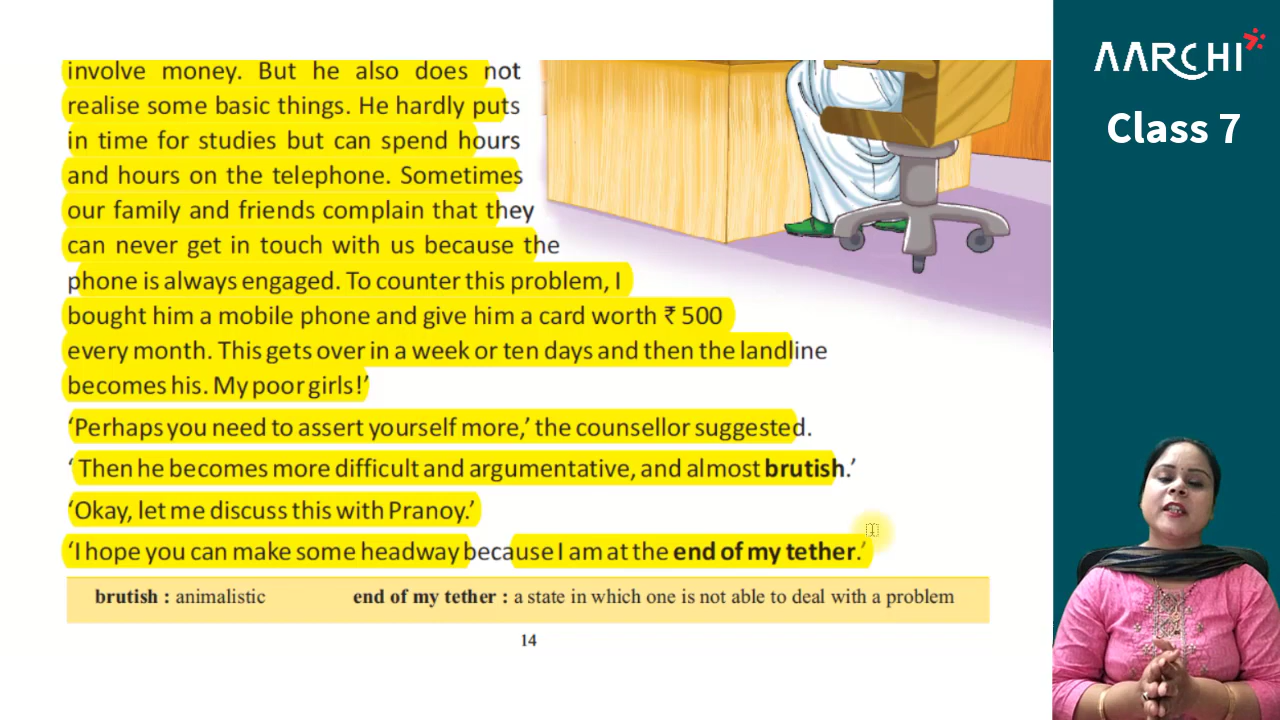 involve money. But he also does not
realise some basic things. He hardly puts
in time for studies but can spend hours
and hours on the telephone. Sometimes
our family and friends complain that they
can never get in touch with us because the
phone is always engaged. To counter this problem, I
bought him a mobile phone and give him a card worth ₹ 500
every month. This gets over in a week or ten days and then the landline
becomes his. My poor girls!’
‘Perhaps you need to assert yourself more,’ the counsellor suggested.
‘ Then he becomes more difficult and argumentative, and almost brutish.’
‘Okay, let me discuss this with Pranoy.’
‘I hope you can make some headway because I am at the end of my tether.’
brutish : animalistic end of my tether : a state in which one is not able to deal with a problem
14
AARCHI
Class 7